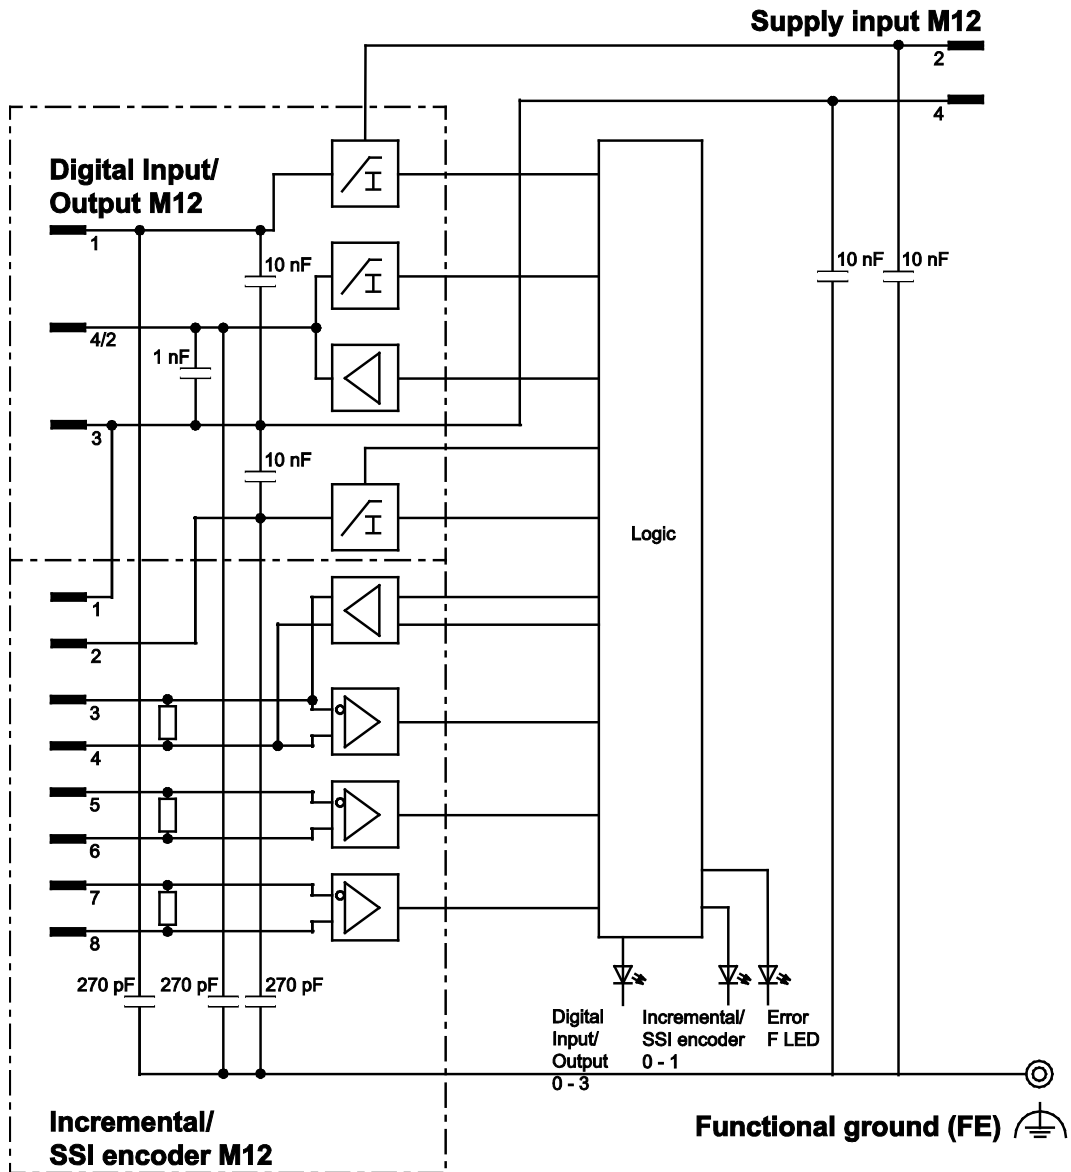 Supply input M12
2
4
Digital Input/
Output M12
1
10 nF
10 nF
10 nF
4/2
1 nF
3
10 nF
Logic
1
2
3
4
5
6
7
8
270 pF
270 pF
270 pF
Digital
Input/
Output
0 - 3
Incremental/
SSI encoder
0 - 1
Error
F LED
Incremental/
SSI encoder M12
Functional ground (FE)